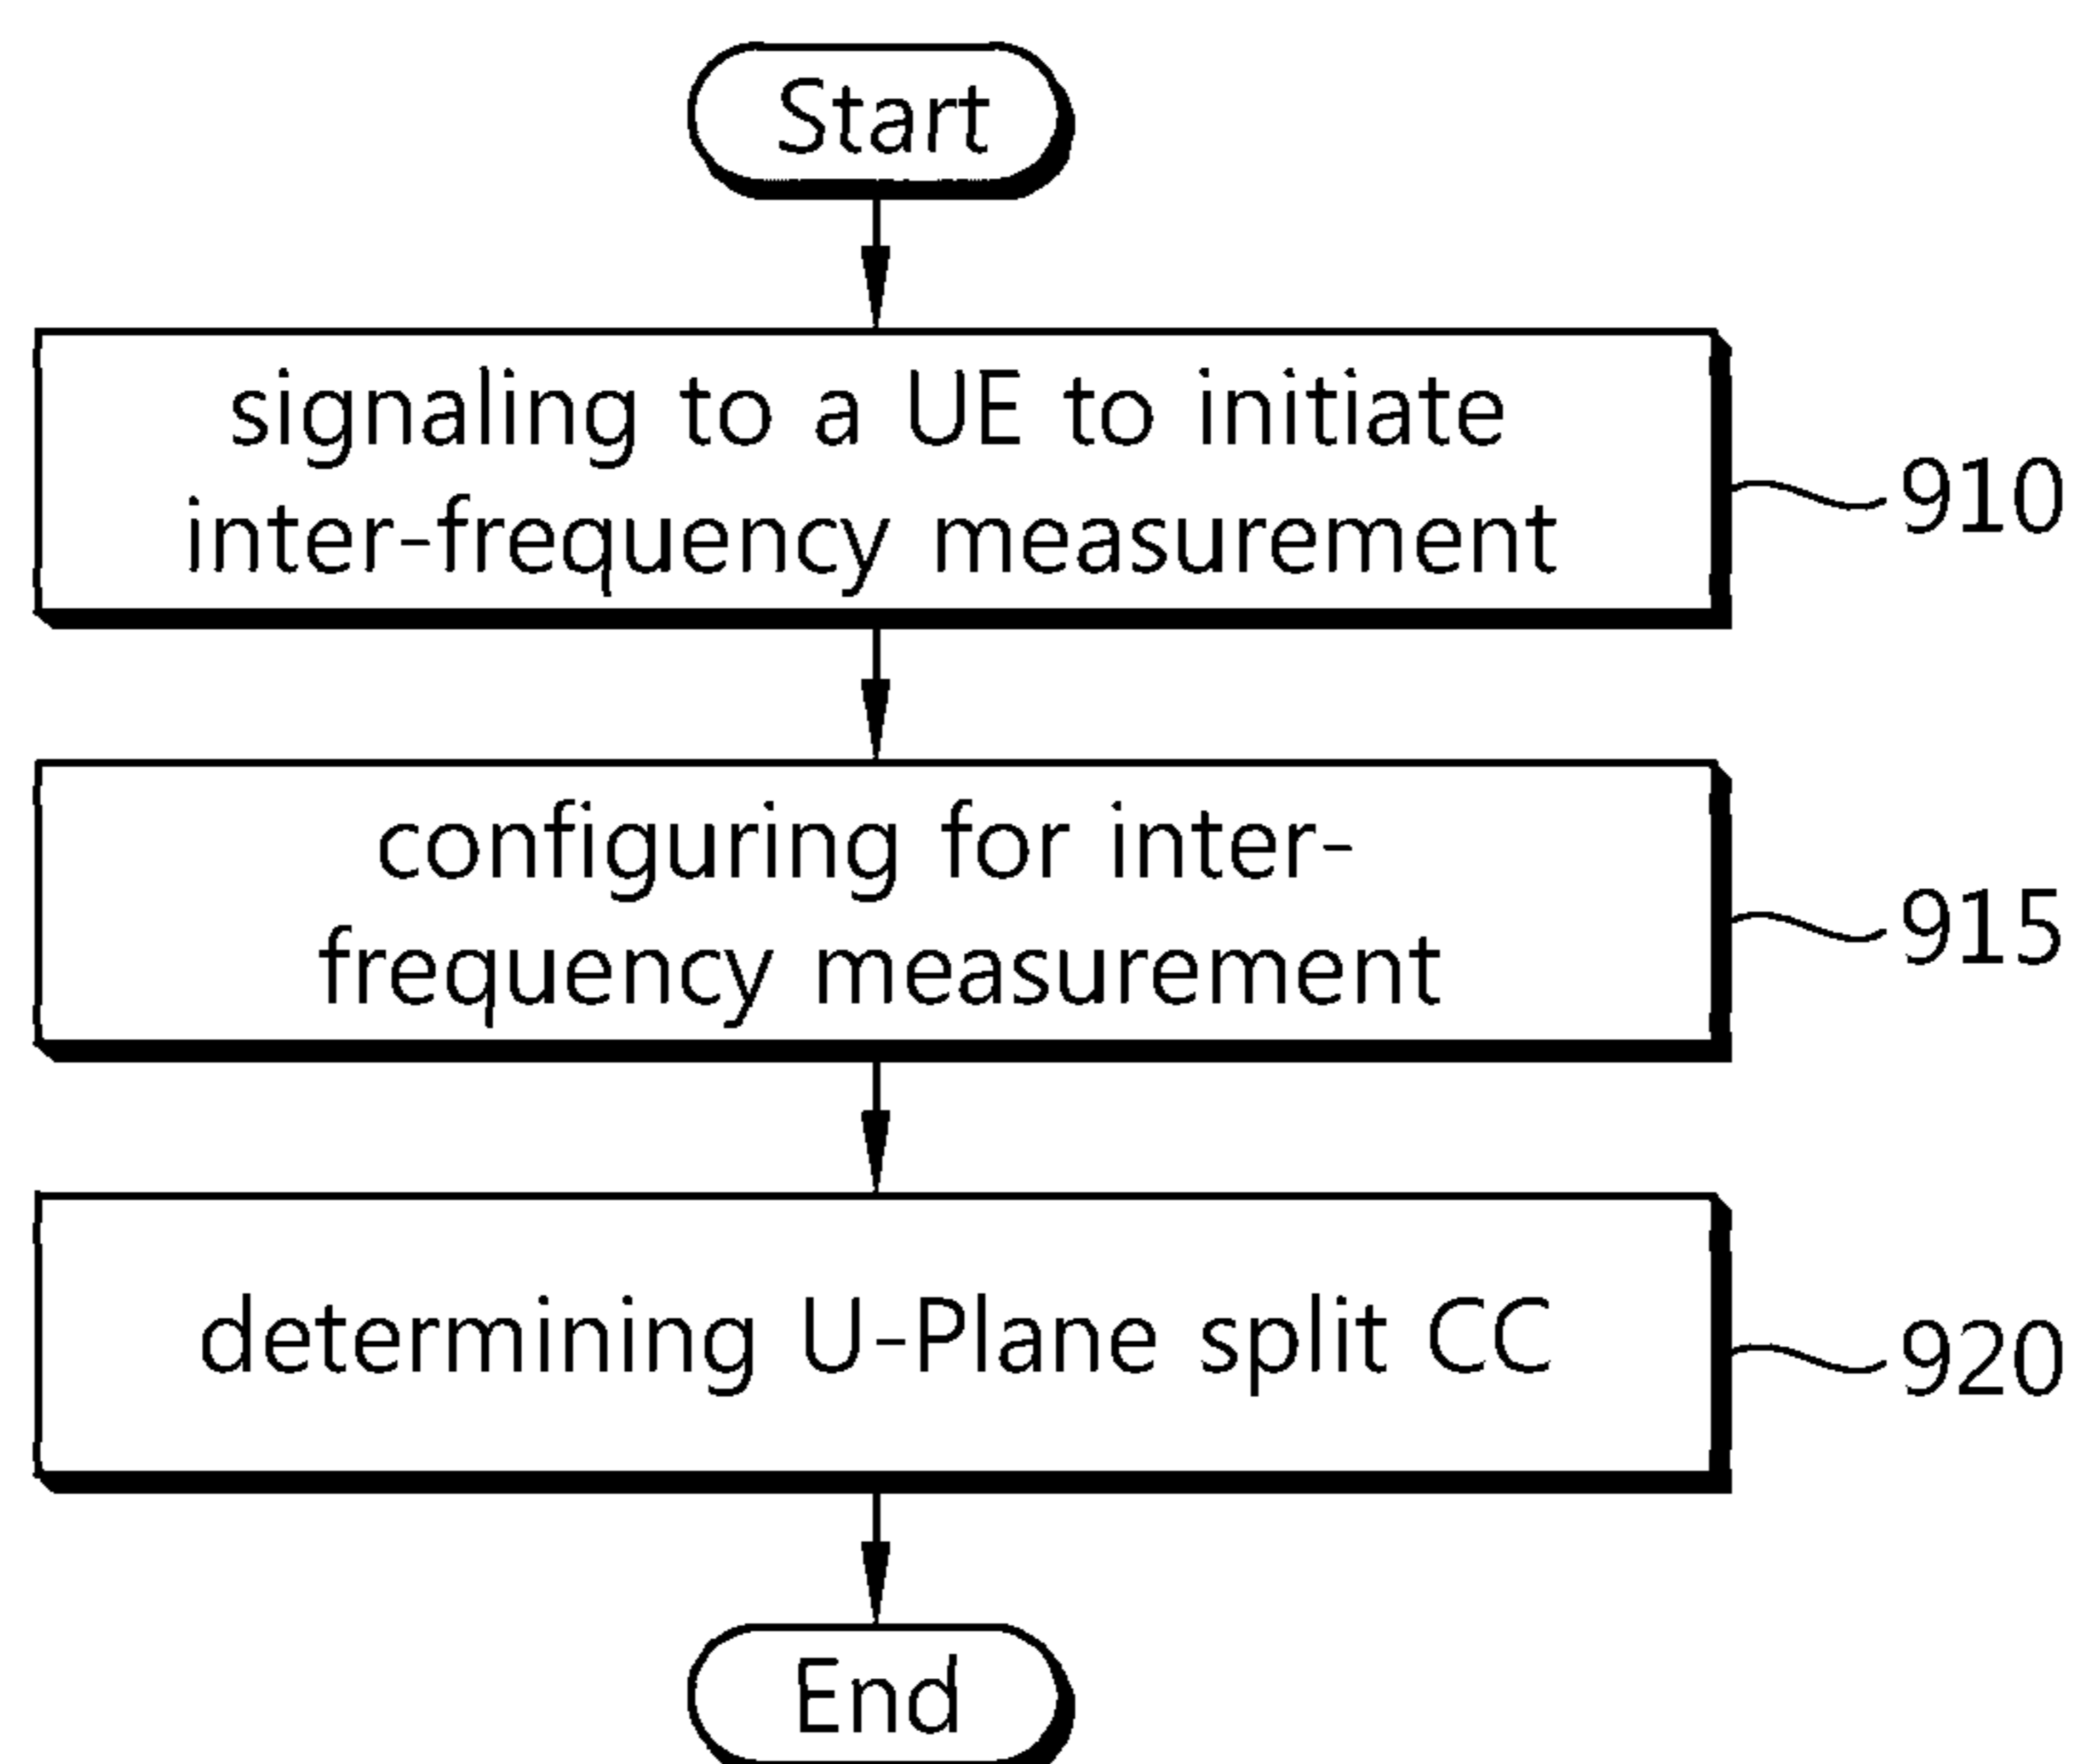 Start
signaling to a UE to initiate
inter-frequency measurement
910
configuring for inter-
frequency measurement
915
determining U-Plane split CC
920
End